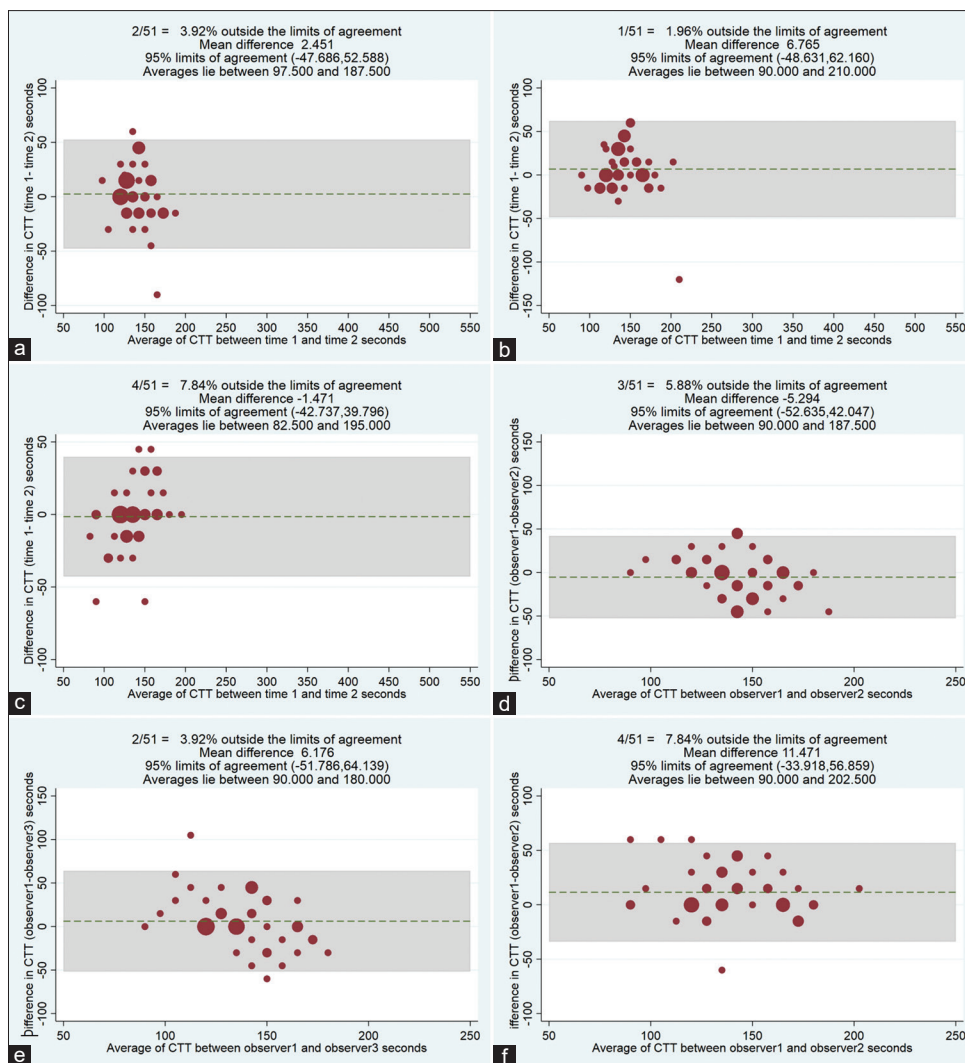 2/51 = 3.92% outside the limits of agreement
Mean difference 2.451
95% limits of agreement (-47.686,52.588)
Averages lie between 97.500 and 187.500
Difference in CTT (time 1- time 2) seconds
100
50
0
-50
-100
50 100 150 200 250 300 350 400 450 500 550
Average of CTT between time 1 and time 2 seconds
a
1/51 = 1.96% outside the limits of agreement
Mean difference 6.765
95% limits of agreement (-48.631,62.160)
Averages lie between 90.000 and 210.000
Difference in CTT (time 1- time 2) seconds
100
50
0
-50
-100
-150
50 100 150 200 250 300 350 400 450 500 550
Average of CTT between time 1 and time 2 seconds
b
4/51 = 7.84% outside the limits of agreement
Mean difference -1.471
95% limits of agreement (-42.737,39.796)
Averages lie between 82.500 and 195.000
Difference in CTT (time 1- time 2) seconds
50
0
-50
-100
50 100 150 200 250 300 350 400 450 500 550
Average of CTT between time 1 and time 2 seconds
c
3/51 = 5.88% outside the limits of agreement
Mean difference -5.294
95% limits of agreement (-52.635,42.047)
Averages lie between 90.000 and 187.500
Difference in CTT (observer1-observer2) seconds
150
100
50
0
-50
-100
50 100 150 200 250
Average of CTT between observer1 and observer2 seconds
d
2/51 = 3.92% outside the limits of agreement
Mean difference 6.176
95% limits of agreement (-51.786,64.139)
Averages lie between 90.000 and 180.000
Difference in CTT (observer1-observer3) seconds
150
100
50
0
-50
-100
50 100 150 200 250
Average of CTT between observer1 and observer3 seconds
e
4/51 = 7.84% outside the limits of agreement
Mean difference 11.471
95% limits of agreement (-33.918,56.859)
Averages lie between 90.000 and 202.500
ifference in CTT (observer1-observer2) seconds
100
50
0
-50
-100
50 100 150 200 250
Average of CTT between observer1 and observer2 seconds
f